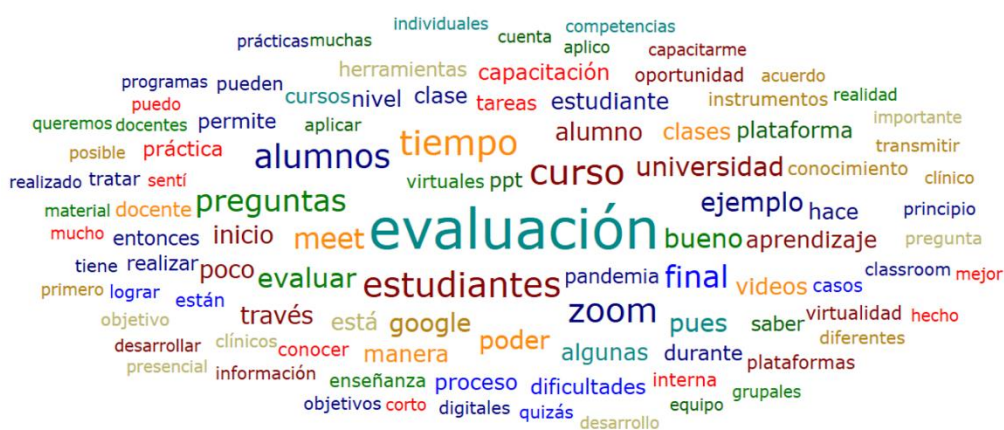 individuales competencias
prácticas muchas cuenta aplico capacitarme
herramientas capacitación oportunidad acuerdo
programas pueden cursos nivel clase tareas estudiante instrumentos realidad
puedo importante
queremos docentes permite aplicar tiempo alumno clases plataforma
posible práctica alumnos transmitir
realizado tratar sentí virtuales ppt curso universidad conocimiento clínico
material docente preguntas ejemplo hace principio
mucho entonces inicio meet evaluación bueno aprendizaje pregunta
tiene realizar poco evaluar estudiantes pandemia final videos casos classroom mejor
primero lograr están zoom
objetivo través está google poder pues saber virtualidad hecho
desarrollar clínicos conocer manera algunas durante plataformas diferentes
presencial información enseñanza proceso dificultades interna grupales
objetivos corto digitales quizás desarrollo equipo